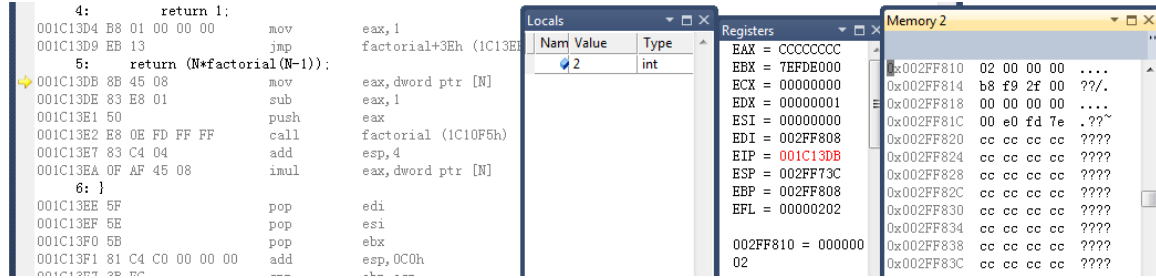 4: return 1;
001C13D4 B8 01 00 00 00 mov eax,1
001C13D9 EB 13 jmp factorial+3Eh
5: return (N*factorial(N-1));
001C13DB 8B 45 08 mov eax,dword ptr [N]
001C13DE 83 E8 01 sub eax,1
001C13E1 50 push eax
001C13E2 E8 0E FD FF FF call factorial (1C10F5h)
001C13E7 83 C4 04 add esp,4
001C13EA 0F AF 45 08 imul eax,dword ptr [N]
6: }
001C13EE 5F pop edi
001C13EF 5E pop esi
001C13F0 5B pop ebx
001C13F1 81 C4 C0 00 00 00 add esp,0C0h
Locals
Nam Value Type
2 int
Registers
EAX = CCCCCCCC
EBX = 7EFDE000
ECX = 00000000
EDX = 00000001
ESI = 00000000
EDI = 002FF808
EIP = 001C13DB
ESP = 002FF73C
EBP = 002FF808
EFL = 00000202
002FF810 = 000000
02
Memory 2
0x002FF810 02 00 00 00 ....
0x002FF814 b8 f9 2f 00 ??/.
0x002FF818 00 00 00 00 ....
0x002FF81C 00 e0 fd 7e .??~
0x002FF820 cc cc cc cc ????
0x002FF824 cc cc cc cc ????
0x002FF828 cc cc cc cc ????
0x002FF82C cc cc cc cc ????
0x002FF830 cc cc cc cc ????
0x002FF834 cc cc cc cc ????
0x002FF838 cc cc cc cc ????
0x002FF83C cc cc cc cc ????